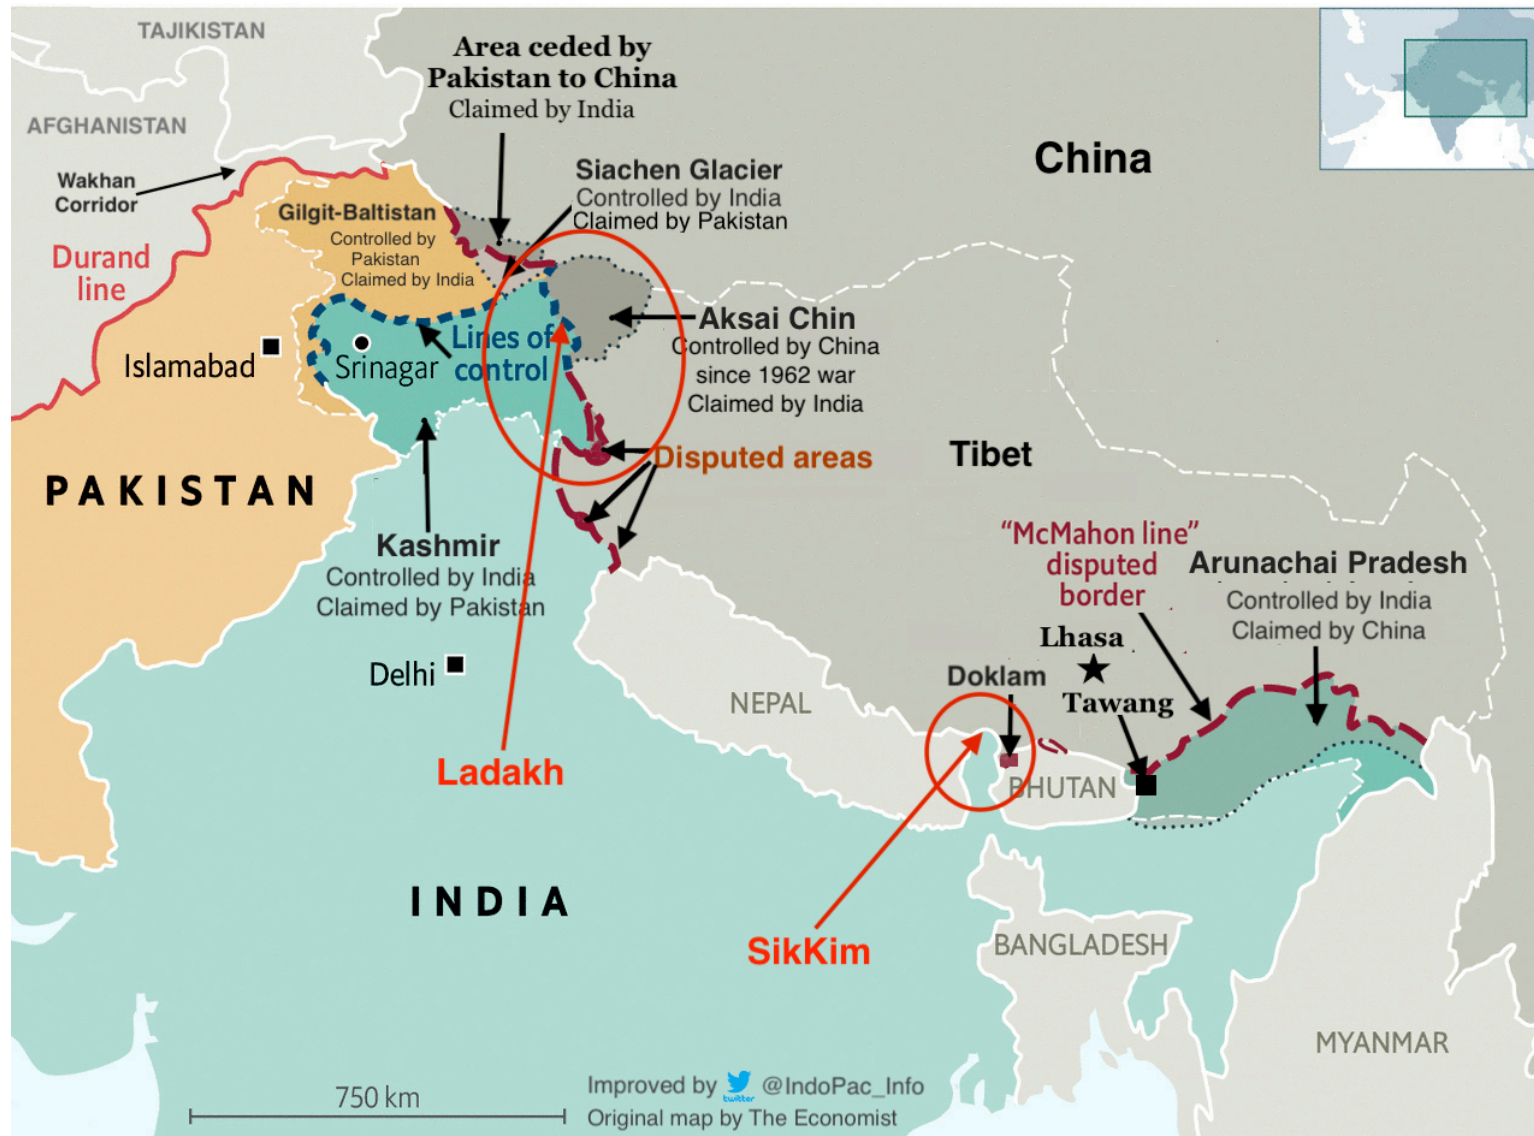 TAJIKISTAN
Area ceded by
Pakistan to China
Claimed by India
AFGHANISTAN
Wakhan
Corridor
Siachen Glacier
Controlled by India
Claimed by Pakistan
China
Gilgit-Baltistan
Controlled by
Pakistan
Claimed by India
Durand
line
Aksai Chin
Controlled by China
since 1962 war
Claimed by India
Lines of
control
Islamabad
Srinagar
Disputed areas
Tibet
PAKISTAN
Kashmir
Controlled by India
Claimed by Pakistan
"McMahon line"
disputed
border
Arunachai Pradesh
Controlled by India
Claimed by China
Lhasa
Delhi
Doklam
Tawang
NEPAL
Ladakh
BHUTAN
INDIA
SikKim
BANGLADESH
MYANMAR
750 km
Improved by twitter @IndoPac_Info
Original map by The Economist